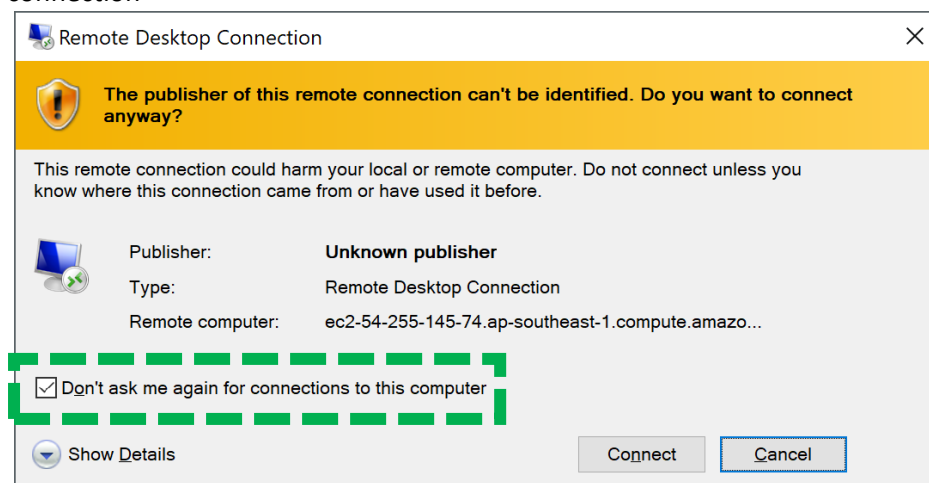 connection
Remote Desktop Connection
The publisher of this remote connection can't be identified. Do you want to connect
anyway?
This remote connection could harm your local or remote computer. Do not connect unless you
know where this connection came from or have used it before.
Publisher: Unknown publisher
Type: Remote Desktop Connection
Remote computer: ec2-54-255-145-74.ap-southeast-1.compute.amazo...
Don't ask me again for connections to this computer
Show Details Connect Cancel